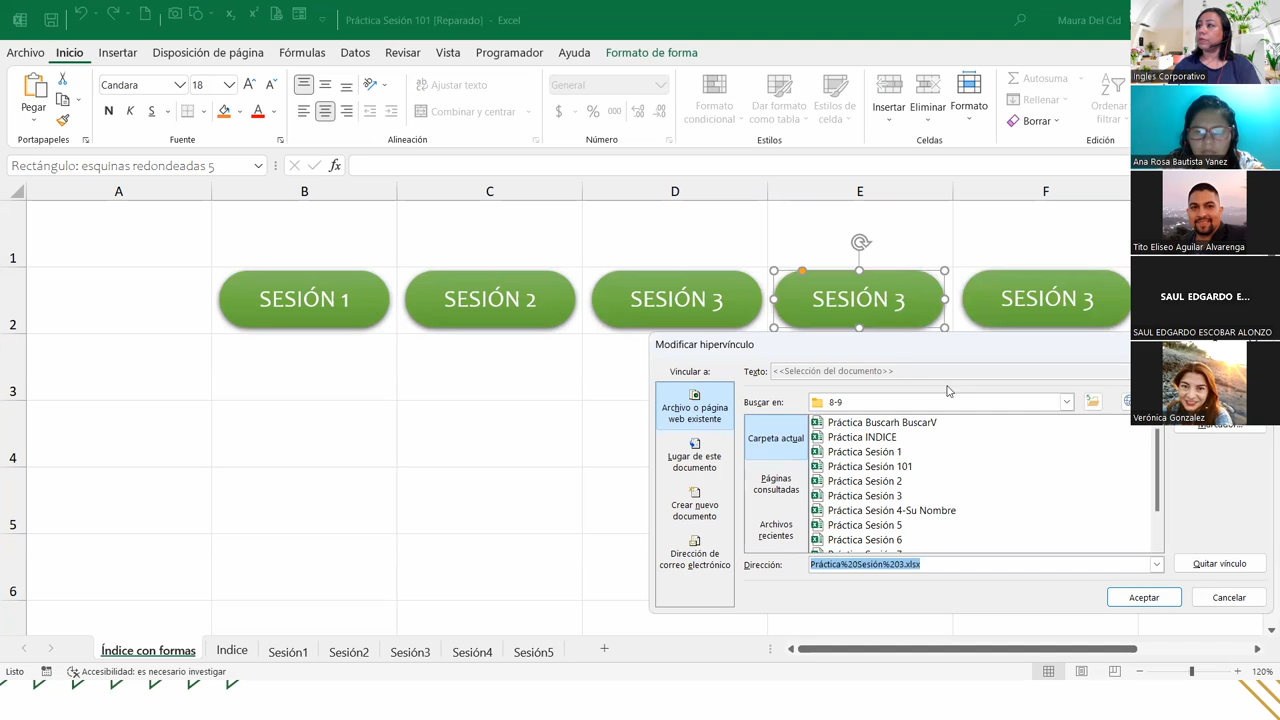 Práctica Sesión 101 [Reparado] - Excel
Maura Del Cid
Archivo Inicio Insertar Disposición de página Fórmulas Datos Revisar Vista Programador Ayuda Formato de forma
Pegar
Portapapeles
Candara 18
N K S
Fuente
Ajustar texto
Combinar y centrar
Alineación
General
$ % 000
Número
Formato condicional
Dar formato como tabla
Estilos de celda
Estilos
Insertar Eliminar Formato
Celdas
Autosuma
Rellenar
Borrar
Ordenar
filtrar
Edición
Rectángulo: esquinas redondeadas 5
fx
A B C D E F
1
2
3
4
5
6
SESIÓN 1 SESIÓN 2 SESIÓN 3 SESIÓN 3 SESIÓN 3
Modificar hipervínculo
Vincular a:
Texto: <<Selección del documento>>
Archivo o página
web existente
Lugar de este
documento
Crear nuevo
documento
Dirección de
correo electrónico
Buscar en: 8-9
Carpeta actual
Páginas
consultadas
Archivos
recientes
Práctica Buscarh BuscarV
Práctica INDICE
Práctica Sesión 1
Práctica Sesión 101
Práctica Sesión 2
Práctica Sesión 3
Práctica Sesión 4-Su Nombre
Práctica Sesión 5
Práctica Sesión 6
Dirección: Práctica%20Sesión%203.xlsx
Quitar vínculo
Aceptar Cancelar
Índice con formas Indice Sesión1 Sesión2 Sesión3 Sesión4 Sesión5
Listo
Accesibilidad: es necesario investigar
120%
Ingles Corporativo
Ana Rosa Bautista Yanez
Tito Eliseo Aguilar Alvarenga
SAUL EDGARDO E...
SAUL EDGARDO ESCOBAR ALONZO
Verónica Gonzalez